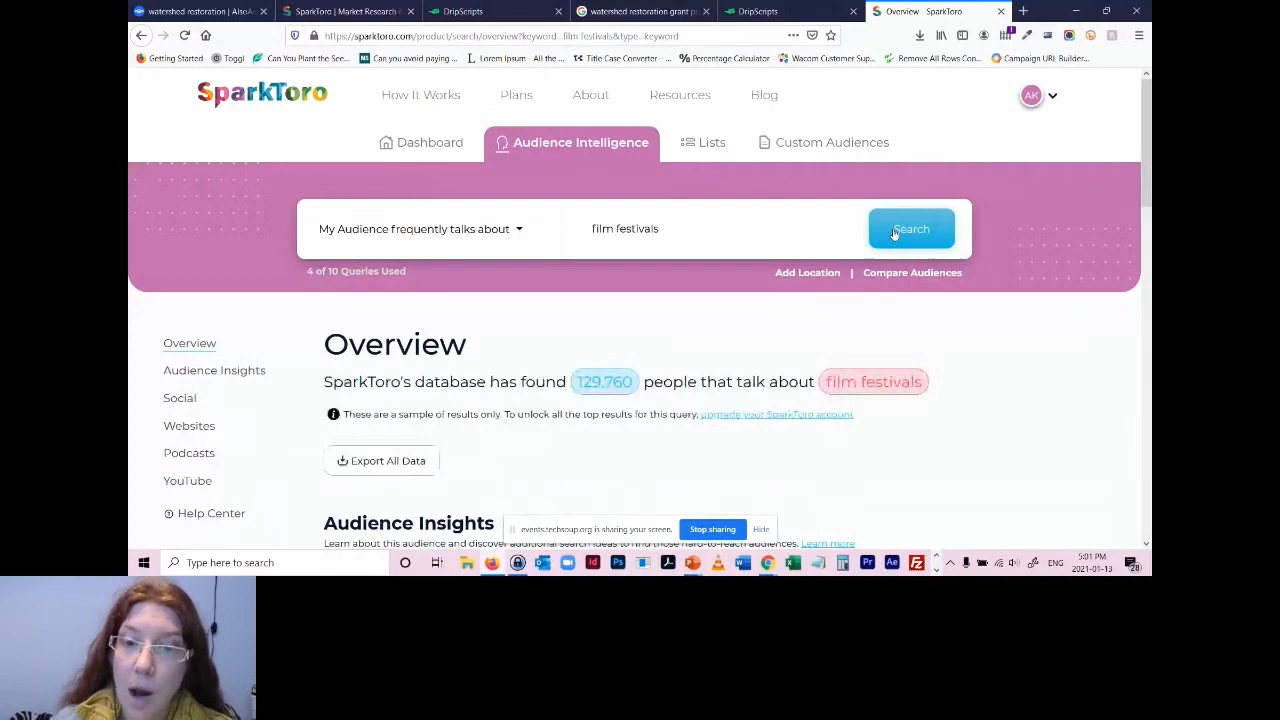 watershed restoration | AlsoA
SparkToro | Market Research &
DripScripts
watershed restoration grant p
DripScripts
Overview - SparkToro
https://sparktoro.com/product/search/overview?keyword=film festivals&type=keyword
Getting Started
Toggl
Can You Plant the See...
Can you avoid paying ...
Lorem Ipsum - All the ...
Title Case Converter – ...
Percentage Calculator
Wacom Customer Sup...
Remove All Rows Con...
Campaign URL Builder...
SparkToro
How It Works
Plans
About
Resources
Blog
AK
Dashboard
Audience Intelligence
Lists
Custom Audiences
My Audience frequently talks about
film festivals
Search
4 of 10 Queries Used
Add Location | Compare Audiences
Overview
Audience Insights
Social
Websites
Podcasts
YouTube
Help Center
Overview
SparkToro's database has found 129,760 people that talk about film festivals
These are a sample of results only. To unlock all the top results for this query, upgrade your SparkToro account
Export All Data
Audience Insights
Learn about this audience and discover additional search ideas to find those hard-to-reach audiences. Learn more
events.techsoup.org is sharing your screen.
Stop sharing
Hide
Type here to search
ENG
5:01 PM
2021-01-13
28